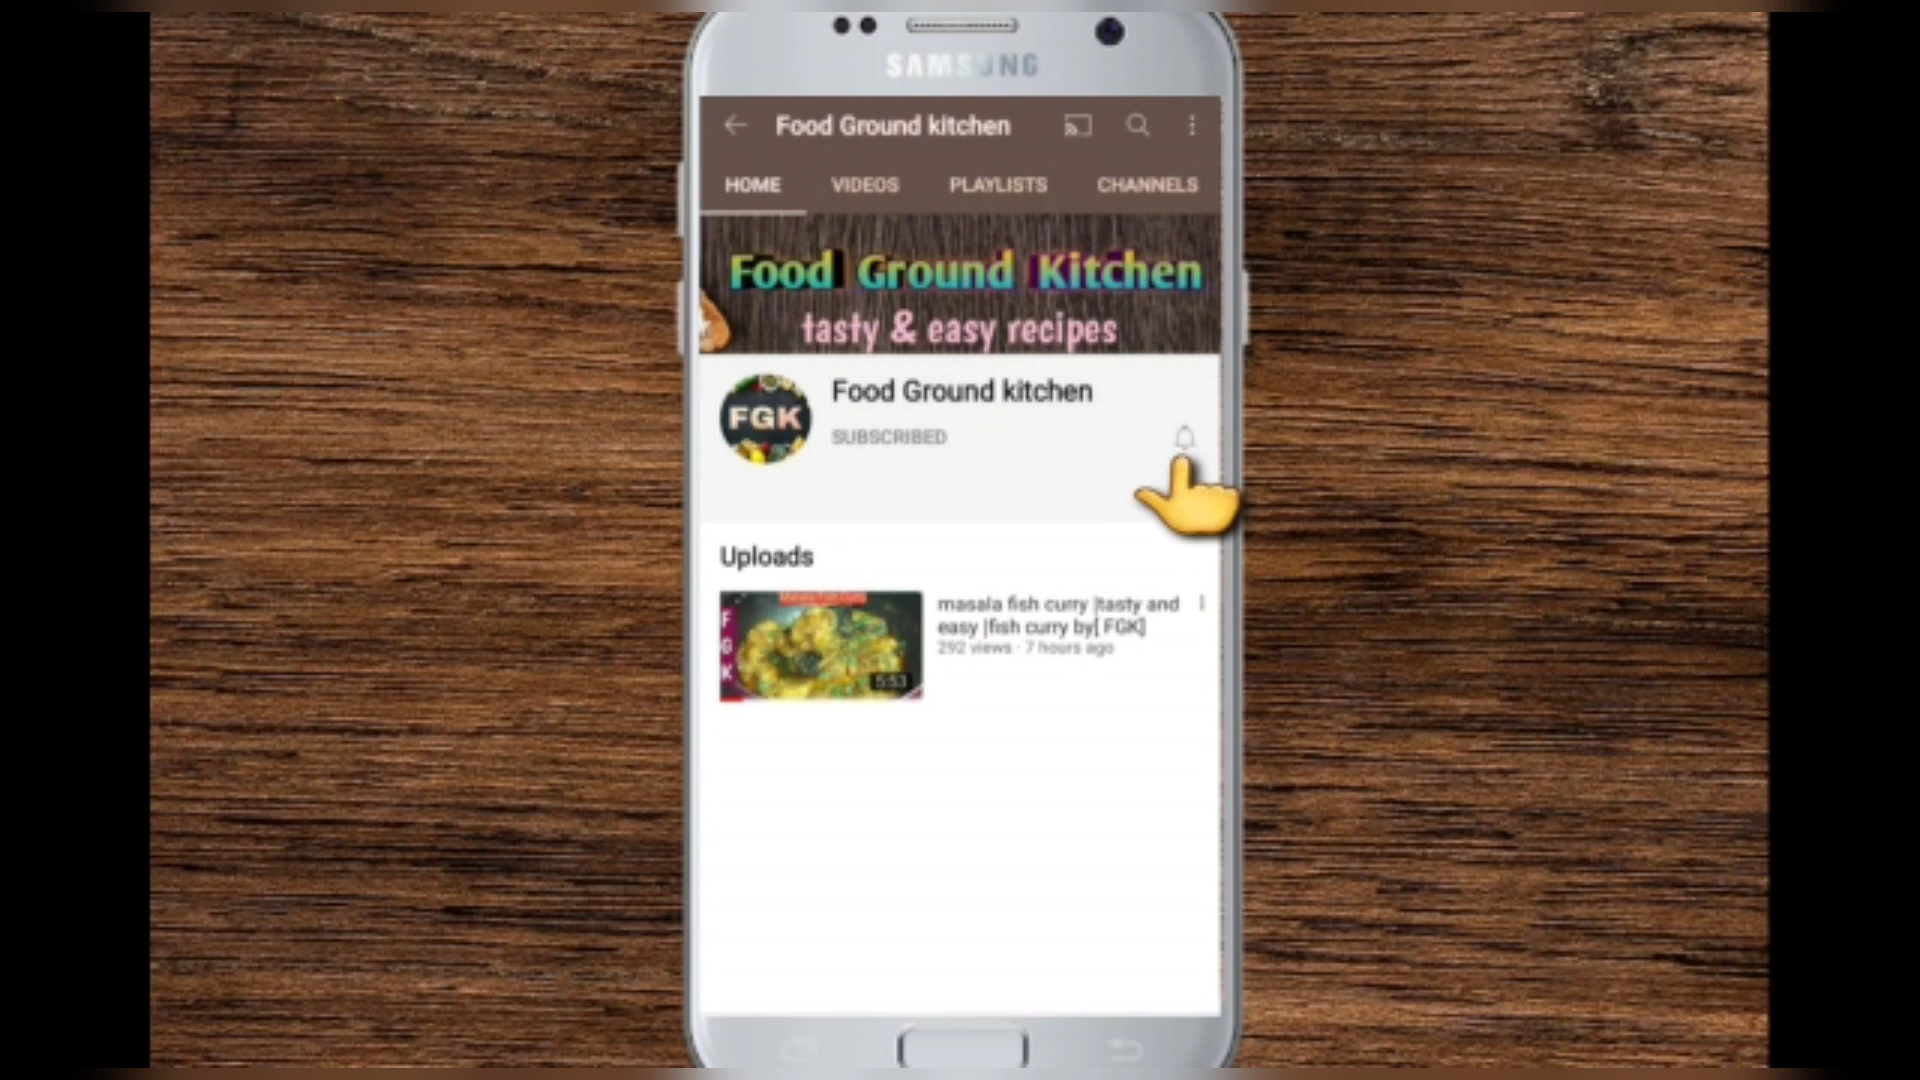 SAMSUNG
Food Ground kitchen
HOME VIDEOS PLAYLISTS CHANNELS
Food Ground Kitchen
tasty & easy recipes
FGK
Food Ground kitchen
SUBSCRIBED
Uploads
F
G
K
5:53
masala fish curry |tasty and
easy |fish curry by[ FGK]
292 views · 7 hours ago